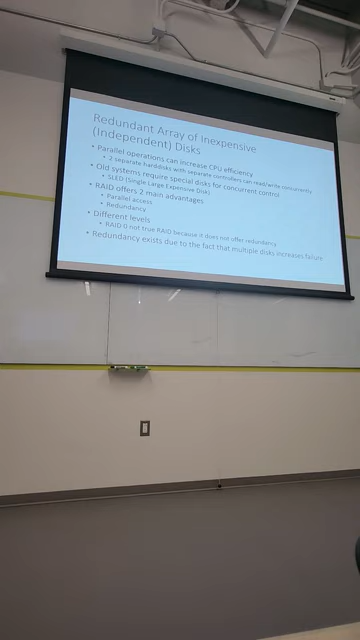 Redundant Array of Inexpensive
(Independent) Disks
• Parallel operations can increase CPU efficiency
• 2 separate harddisks with separate controllers can read/write concurrently
• Old systems require special disks for concurrent control
• SLED (Single Large Expensive Disk)
• RAID offers 2 main advantages
• Parallel access
• Redundancy
• Different levels
• RAID 0 not true RAID because it does not offer redundancy
• Redundancy exists due to the fact that multiple disks increases failure